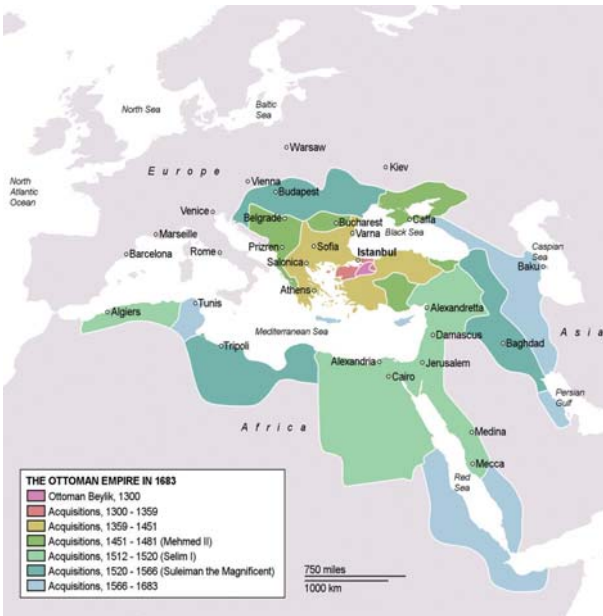 North Sea
Baltic
Sea
Warsaw
Kiev
Europe
North
Atlantic
Ocean
Vienna
Budapest
Venice
Belgrade
Bucharest
Caffa
Marseille
Varna
Black Sea
Caspian
Sea
Barcelona
Rome
Prizren
Sofia
Istanbul
Baku
Salonica
Athens
Algiers
Tunis
Alexandretta
Asia
Mediterranean Sea
Tripoli
Damascus
Baghdad
Alexandria
Jerusalem
Cairo
Persian
Gulf
Africa
Medina
Mecca
Red
Sea
THE OTTOMAN EMPIRE IN 1683
Ottoman Beylik, 1300
Acquisitions, 1300 - 1359
Acquisitions, 1359 - 1451
Acquisitions, 1451 - 1481 (Mehmed II)
Acquisitions, 1512 - 1520 (Selim I)
Acquisitions, 1520 - 1566 (Suleiman the Magnificent)
Acquisitions, 1566 - 1683
750 miles
1000 km